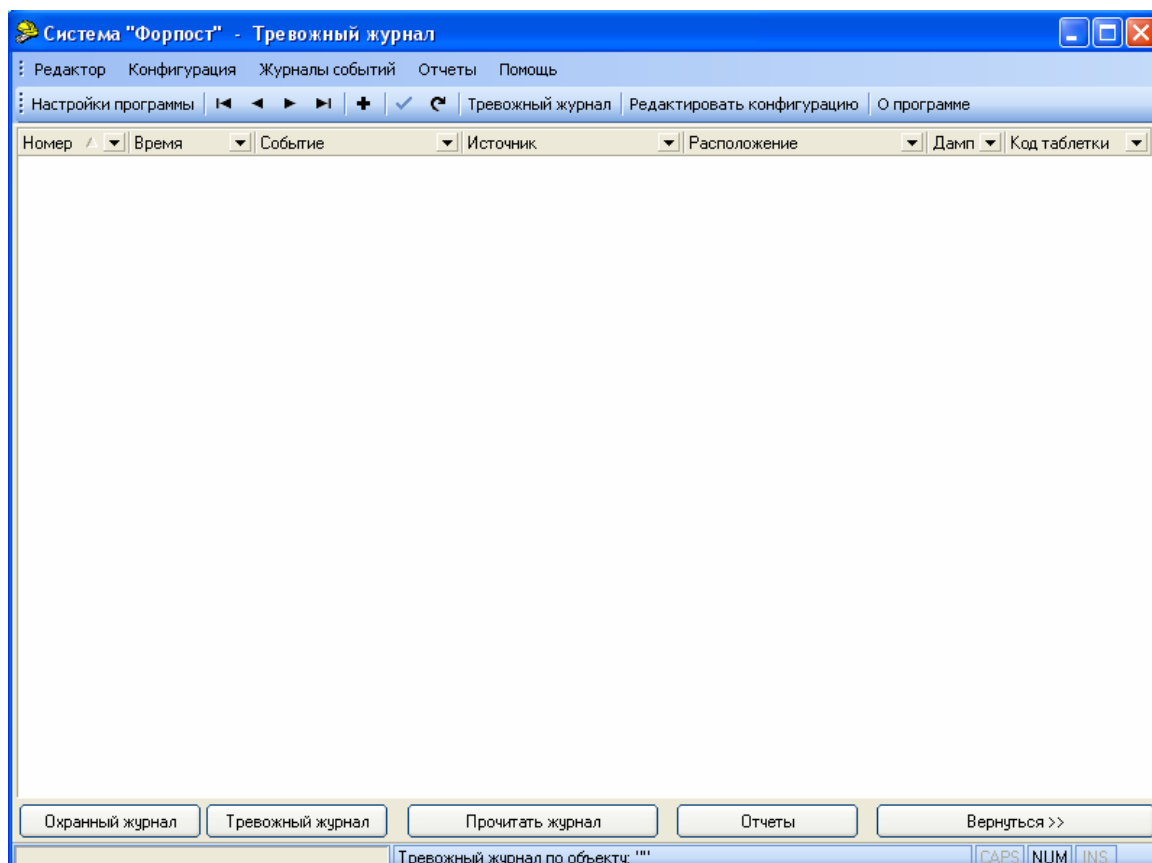 Система "Форпост" - Тревожный журнал
Редактор Конфигурация Журналы событий Отчеты Помощь
Настройки программы Тревожный журнал Редактировать конфигурацию О программе
Номер Время Событие Источник Расположение Дамп Код таблетки
Охранный журнал Тревожный журнал Прочитать журнал Отчеты Вернуться >>
Тревожный журнал по объекту: "" CAPS NUM INS